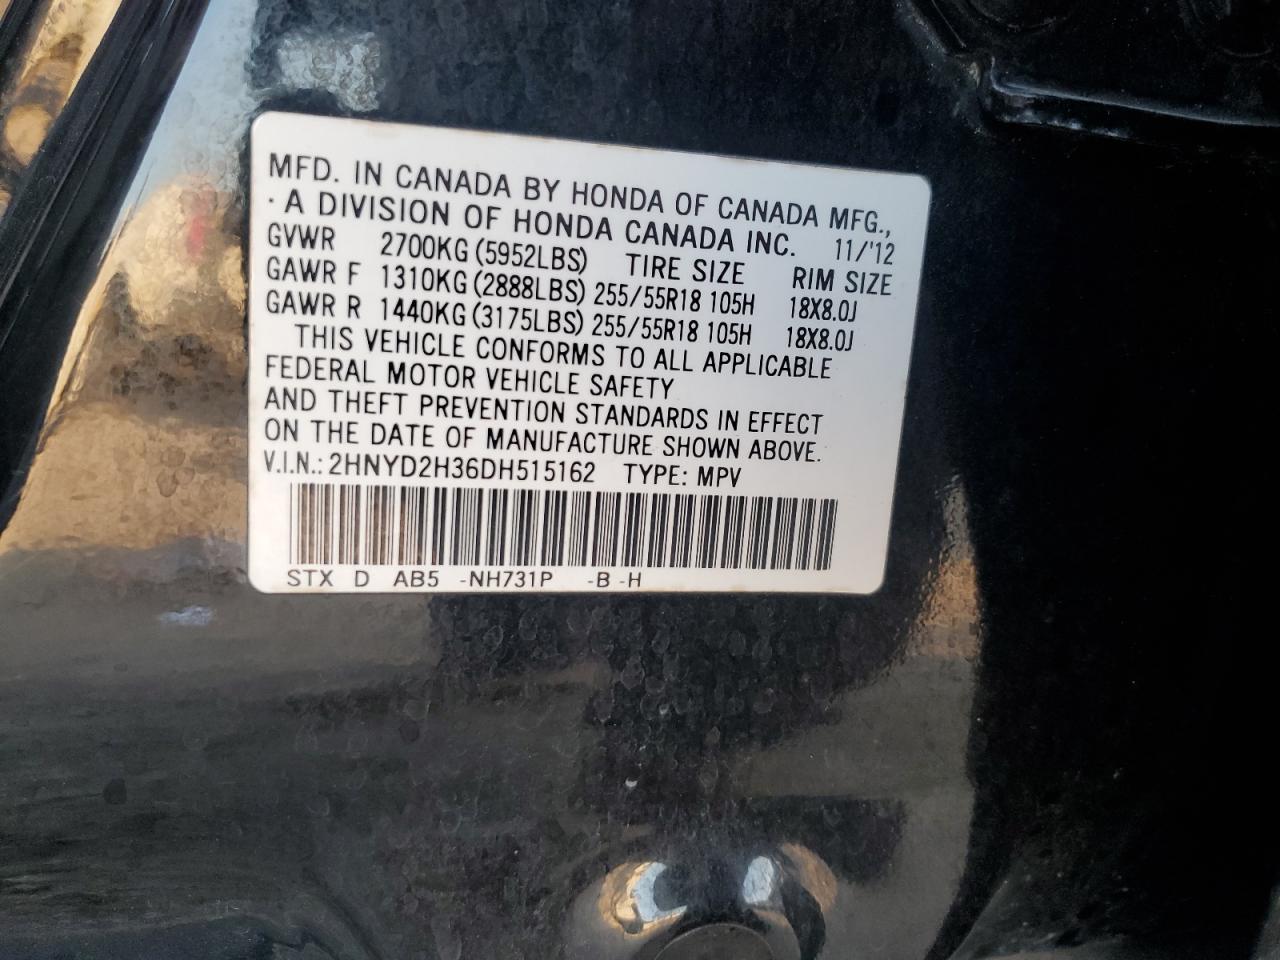 MFD. IN CANADA BY HONDA OF CANADA MFG.,
· A DIVISION OF HONDA CANADA INC. 11/'12
GVWR 2700KG (5952LBS) TIRE SIZE RIM SIZE
GAWR F 1310KG (2888LBS) 255/55R18 105H 18X8.0J
GAWR R 1440KG (3175LBS) 255/55R18 105H 18X8.0J
THIS VEHICLE CONFORMS TO ALL APPLICABLE
FEDERAL MOTOR VEHICLE SAFETY
AND THEFT PREVENTION STANDARDS IN EFFECT
ON THE DATE OF MANUFACTURE SHOWN ABOVE.
V.I.N.: 2HNYD2H36DH515162 TYPE: MPV
STX D AB5 -NH731P -B -H